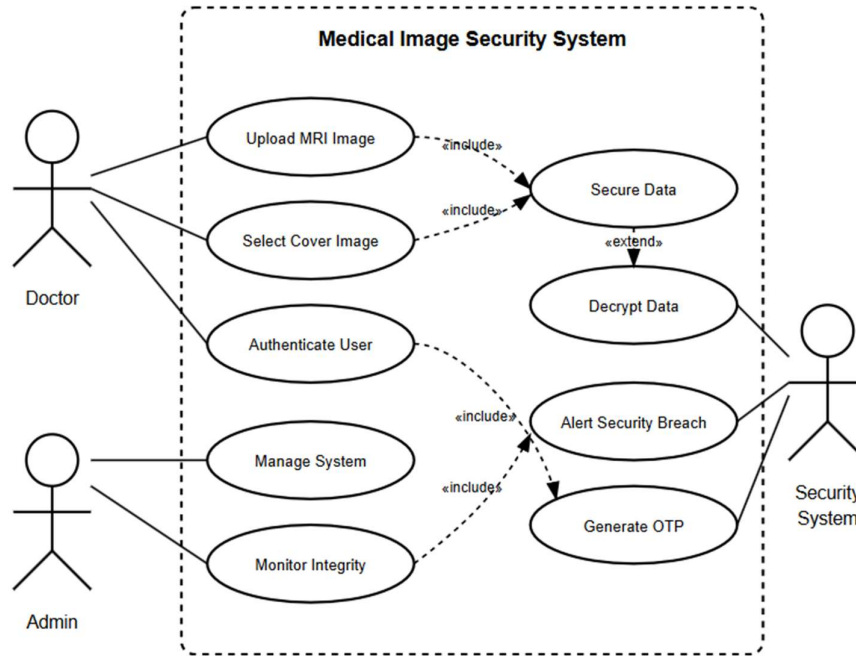 Medical Image Security System
Upload MRI Image
«include»
Secure Data
Select Cover Image
«include»
«extend»
Doctor
Decrypt Data
Authenticate User
Alert Security Breach
«include»
Manage System
«include»
Security
System
Generate OTP
Monitor Integrity
Admin